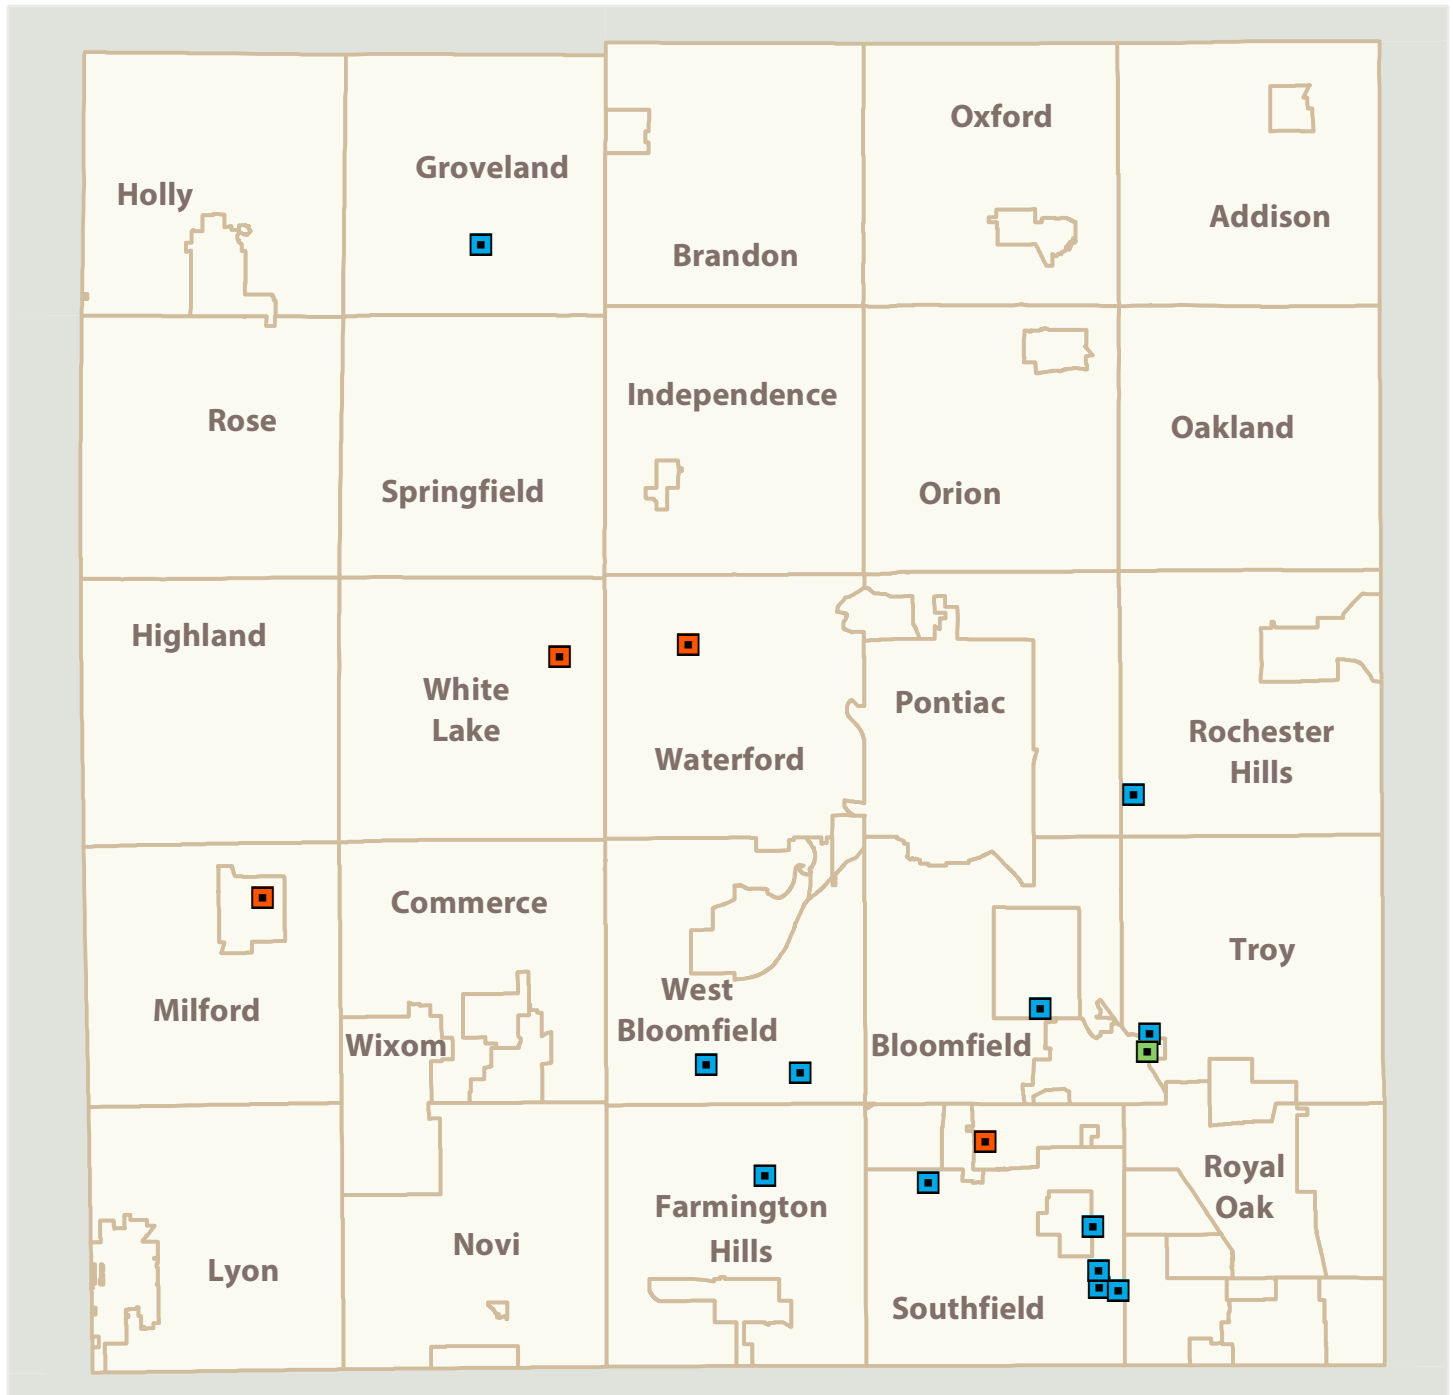 Oxford
Groveland
Holly
Addison
Brandon
Independence
Rose
Oakland
Springfield
Orion
Highland
White
Lake
Pontiac
Waterford
Rochester
Hills
Commerce
Troy
West
Bloomfield
Milford
Wixom
Bloomfield
Royal
Oak
Farmington
Hills
Novi
Lyon
Southfield